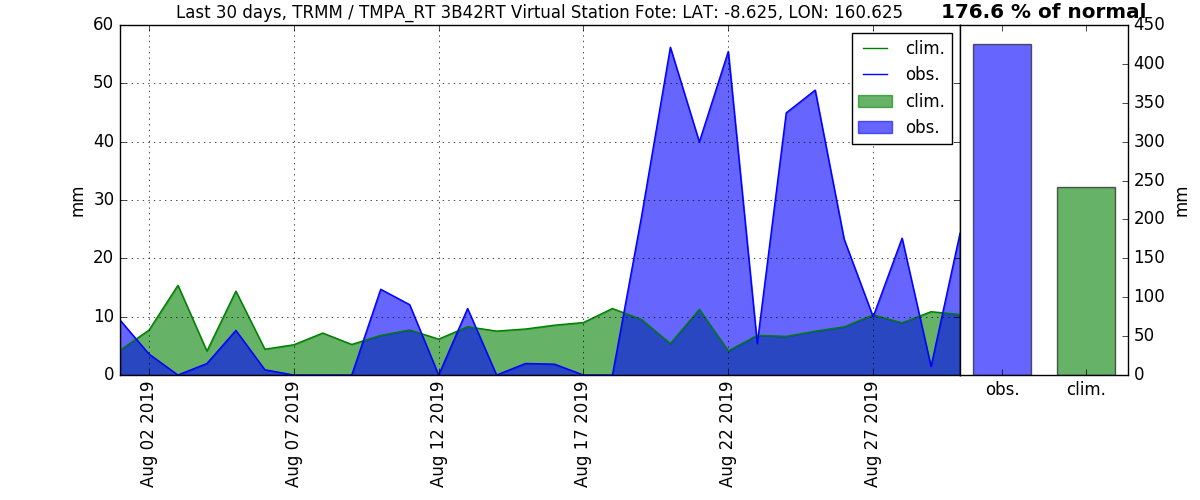 Last 30 days, TRMM / TMPA_RT 3B42RT Virtual Station Fote: LAT: -8.625, LON: 160.625
176.6 % of normal
60
50
40
30
20
10
0
mm
clim.
obs.
clim.
obs.
Aug 02 2019
Aug 07 2019
Aug 12 2019
Aug 17 2019
Aug 22 2019
Aug 27 2019
450
400
350
300
250
200
150
100
50
0
mm
obs.
clim.